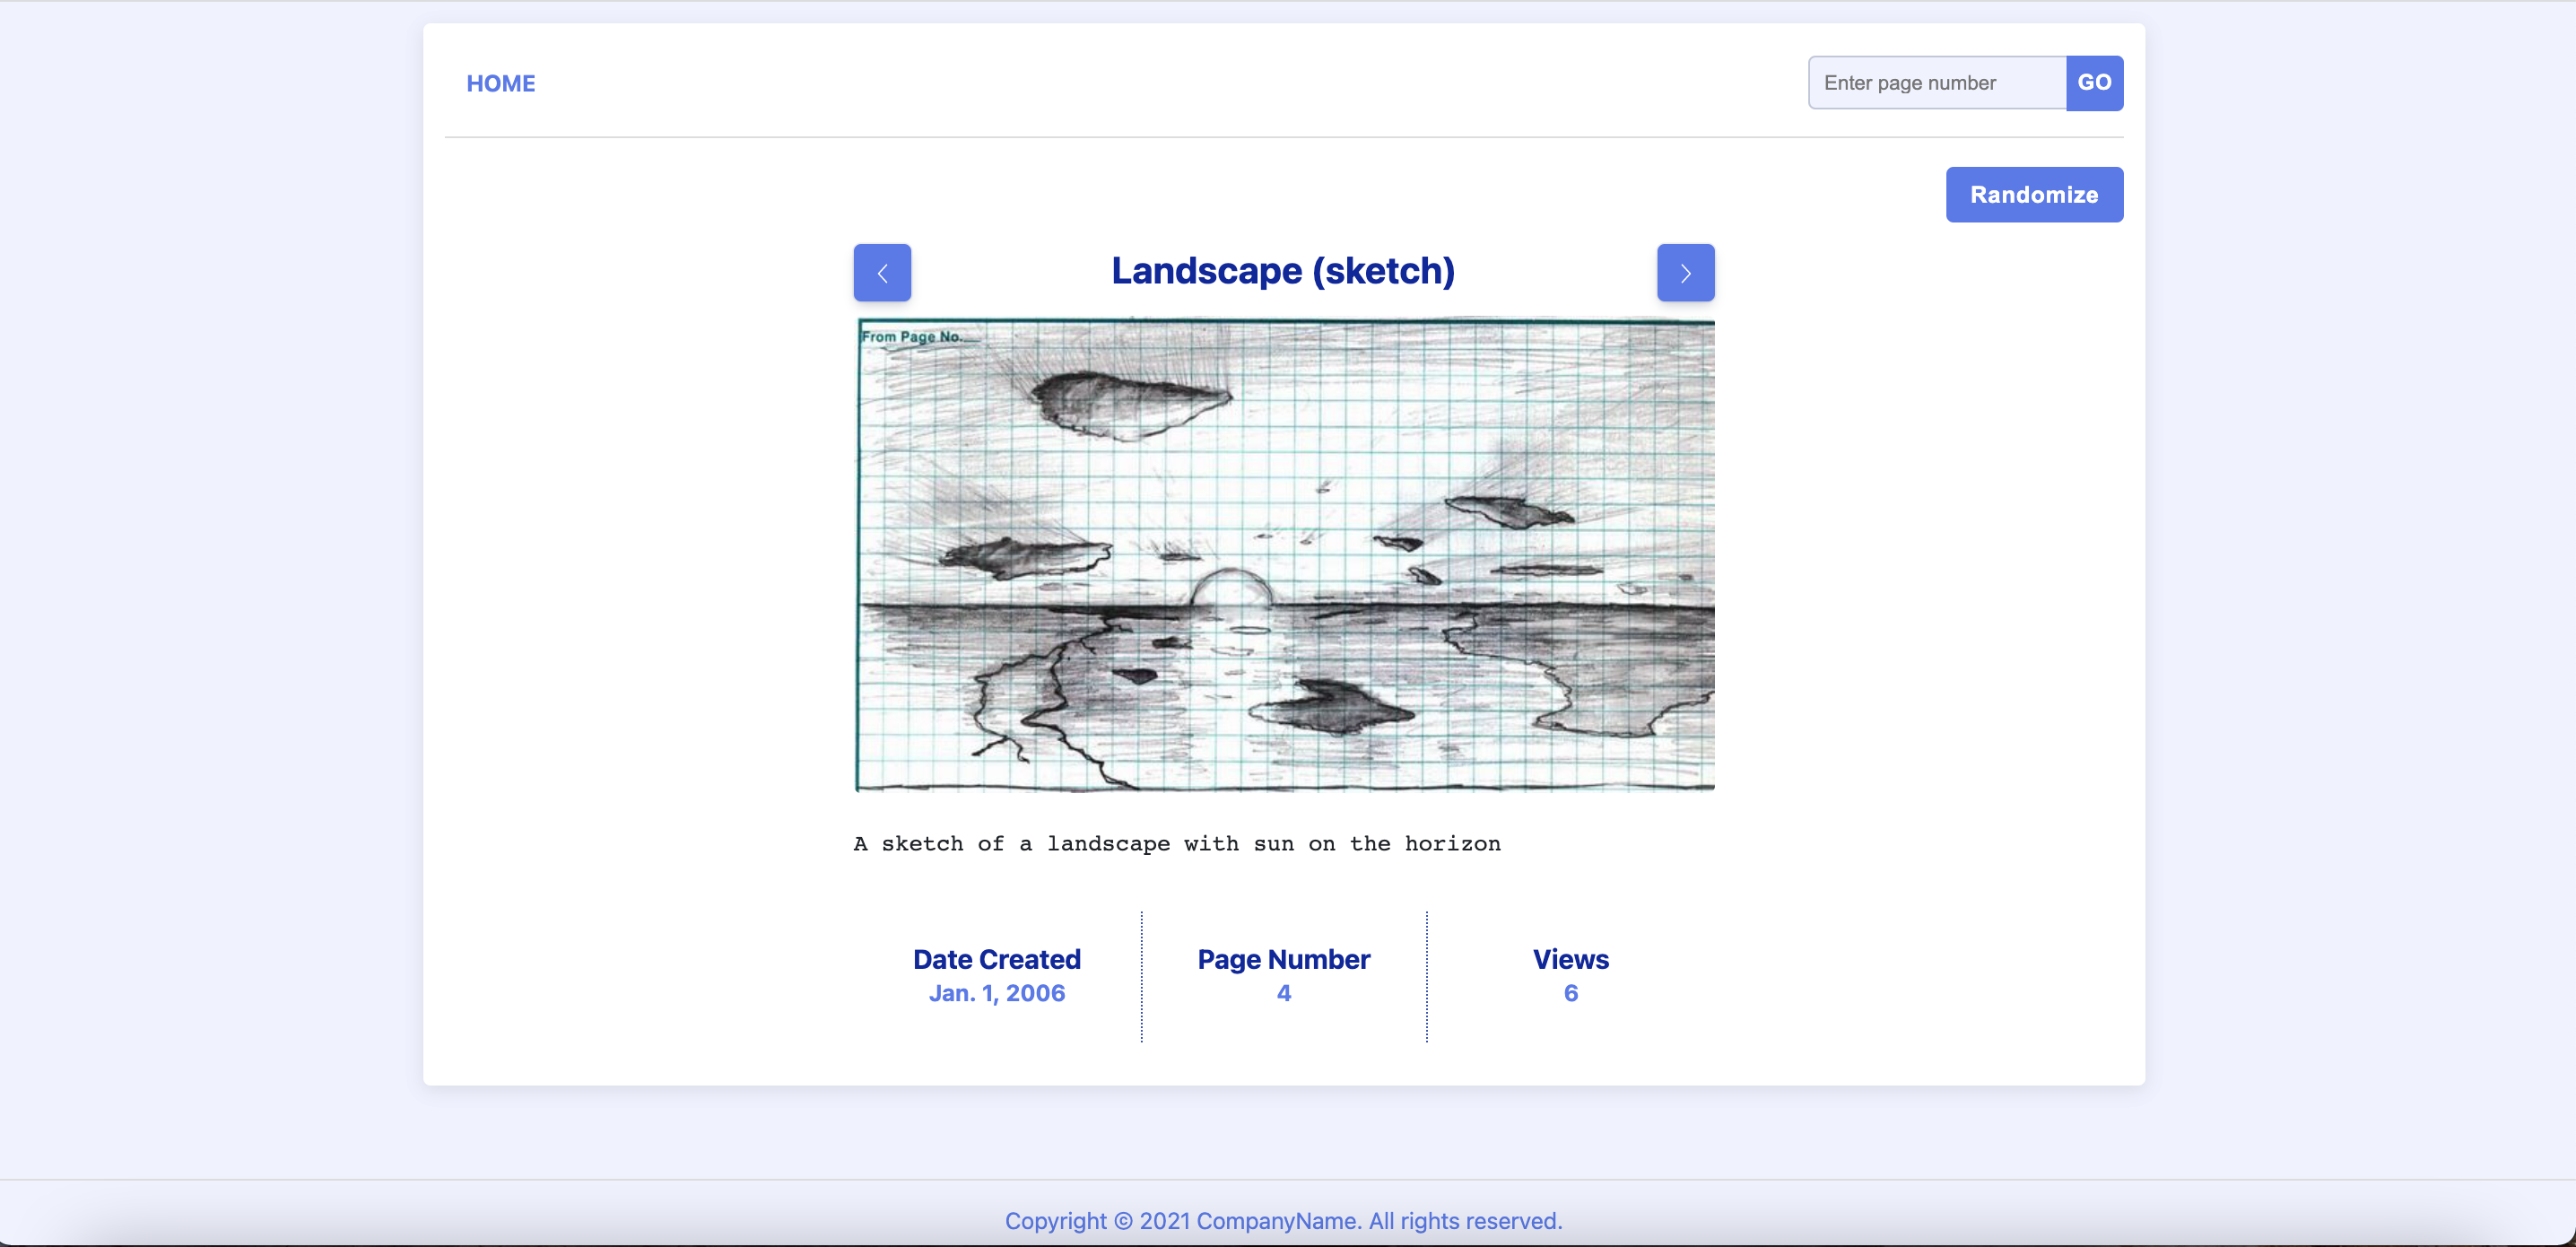 HOME
Enter page number
GO
Randomize
Landscape (sketch)
From Page No.
A sketch of a landscape with sun on the horizon
Date Created
Jan. 1, 2006
Page Number
4
Views
6
Copyright © 2021 CompanyName. All rights reserved.